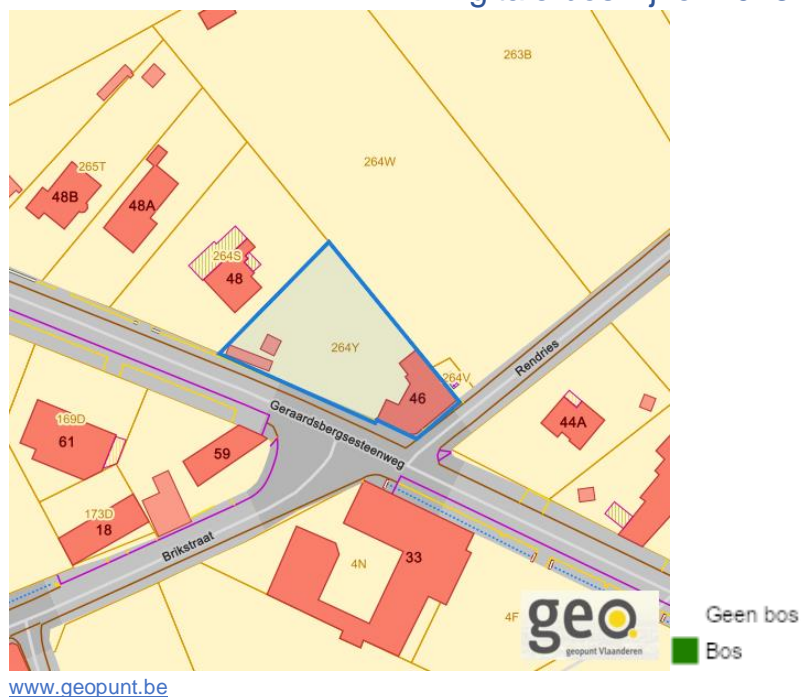 263B
264W
265T
48B
48A
264S
48
264Y
264V
46
Rendries
44A
Geraardsbergsesteenweg
169D
61
59
173D
18
Brikstraat
4N
33
4F
geo
geopunt Vlaanderen
Geen bos
Bos
www.geopunt.be